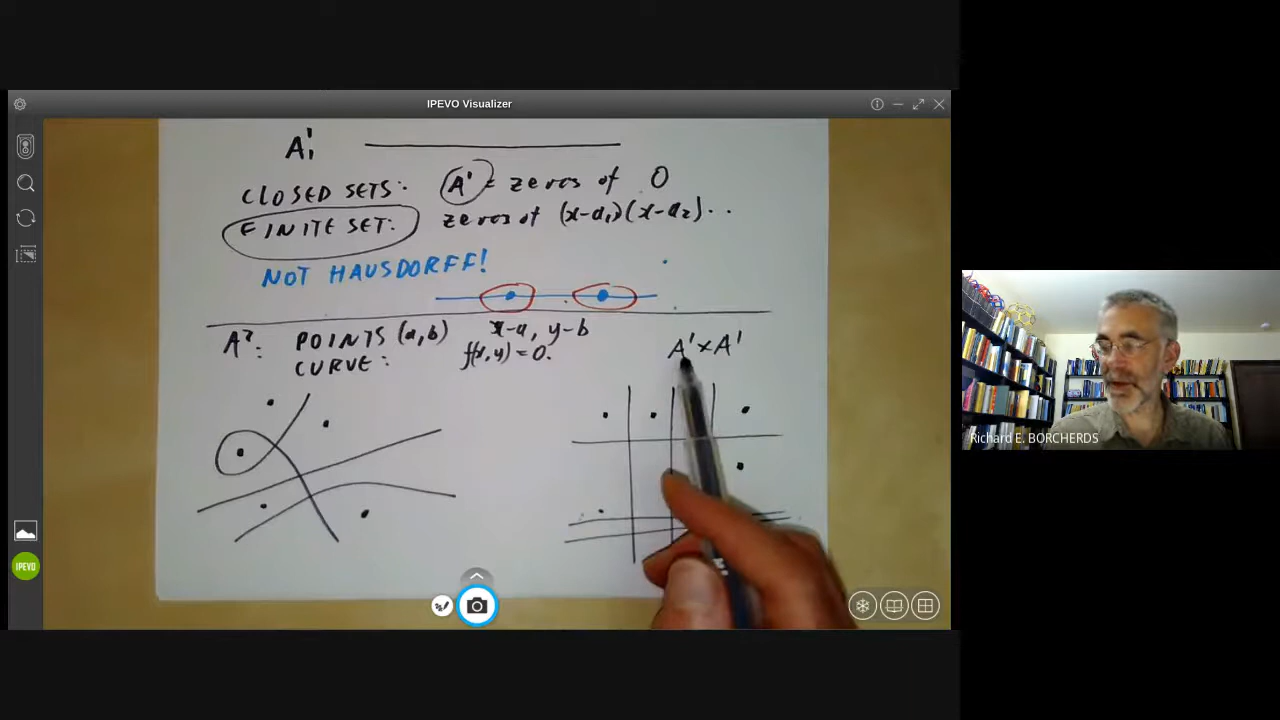 IPEVO Visualizer
A¹,
CLOSED SETS: A¹ = zeros of 0
FINITE SET: zeros of (x-a₁)(x-a₂)..
NOT HAUSDORFF!
A²: POINTS (a,b) x-a, y-b
CURVE: f(x,y)=0.
A¹×A¹
Richard E. BORCHERDS
IPEVO